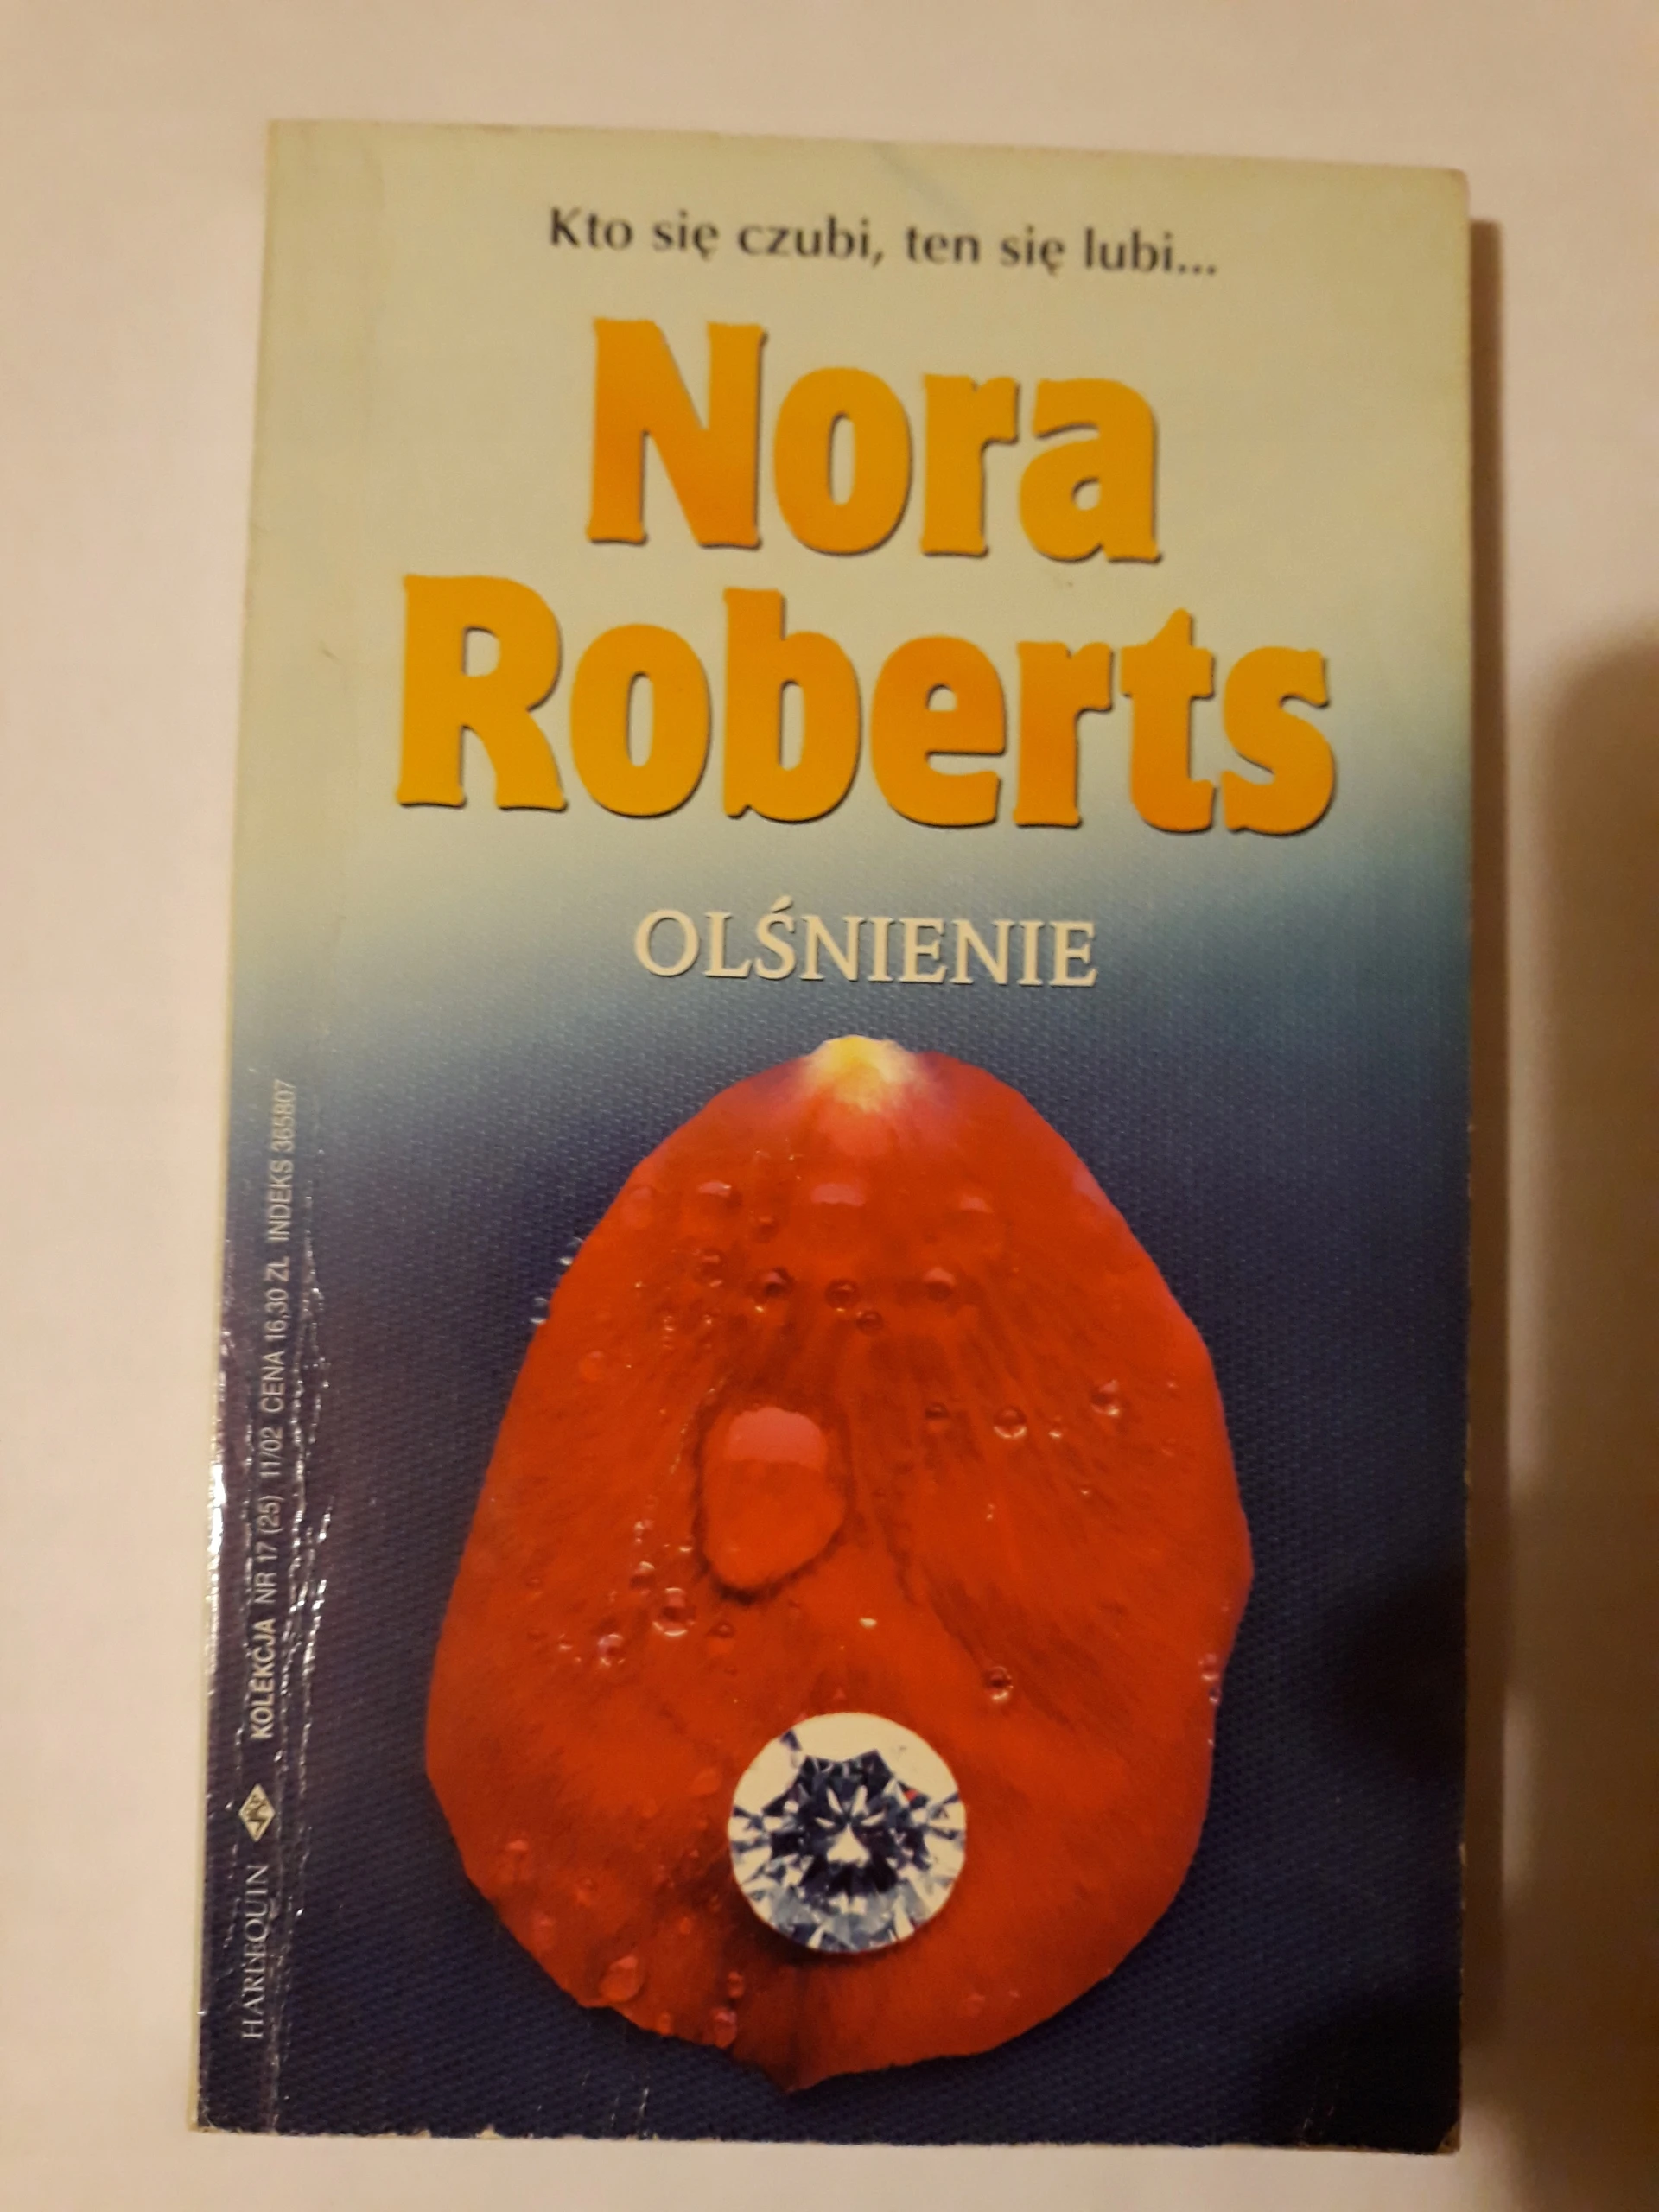 Kto się czubi, ten się lubi...
Nora
Roberts
OLŚNIENIE
HARLEQUIN KOLEKCJA NR 17 (25) 11/02 CENA 16,30 ZŁ INDEKS 365807